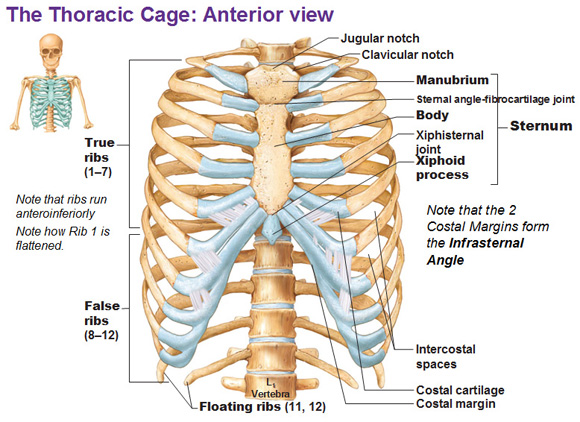 The Thoracic Cage: Anterior view
Jugular notch
Clavicular notch
Manubrium
Sternal angle-fibrocartilage joint
Body
Xiphisternal
joint
Xiphoid
process
Sternum
True
ribs
(1–7)
Note that ribs run
anteroinferiorly
Note how Rib 1 is
flattened.
Note that the 2
Costal Margins form
the Infrasternal
Angle
False
ribs
(8–12)
Intercostal
spaces
Costal cartilage
Costal margin
L₁
Vertebra
Floating ribs (11, 12)